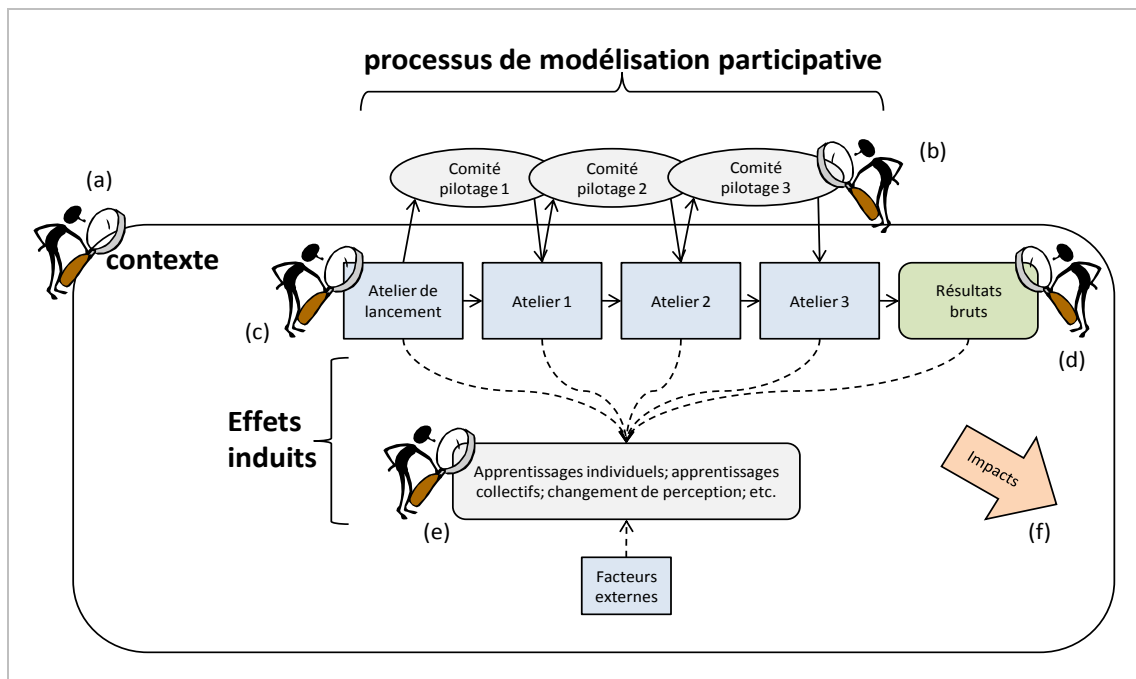 processus de modélisation participative
Comité
pilotage 1
Comité
pilotage 2
Comité
pilotage 3
(b)
(a)
contexte
(c)
Atelier de
lancement
Atelier 1
Atelier 2
Atelier 3
Résultats
bruts
(d)
Effets
induits
(e)
Apprentissages individuels; apprentissages
collectifs; changement de perception; etc.
Impacts
(f)
Facteurs
externes